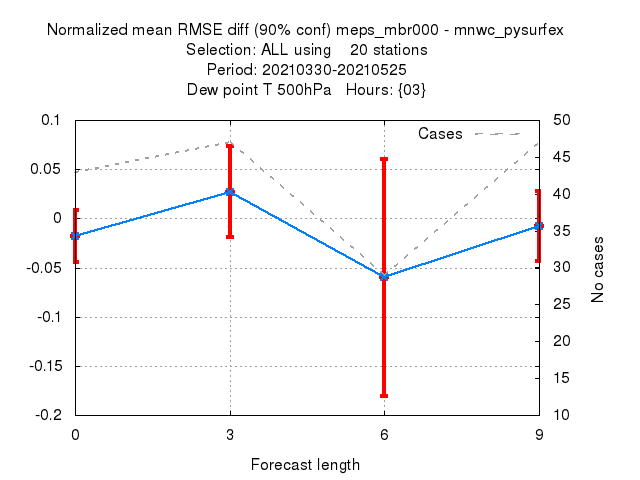 Normalized mean RMSE diff (90% conf) meps_mbr000 - mnwc_pysurfex
Selection: ALL using 20 stations
Period: 20210330-20210525
Dew point T 500hPa Hours: {03}
0.1 50
Cases
45
0.05
40
0
35
-0.05 30
No cases
25
-0.1
20
-0.15
15
-0.2 10
0 3 6 9
Forecast length